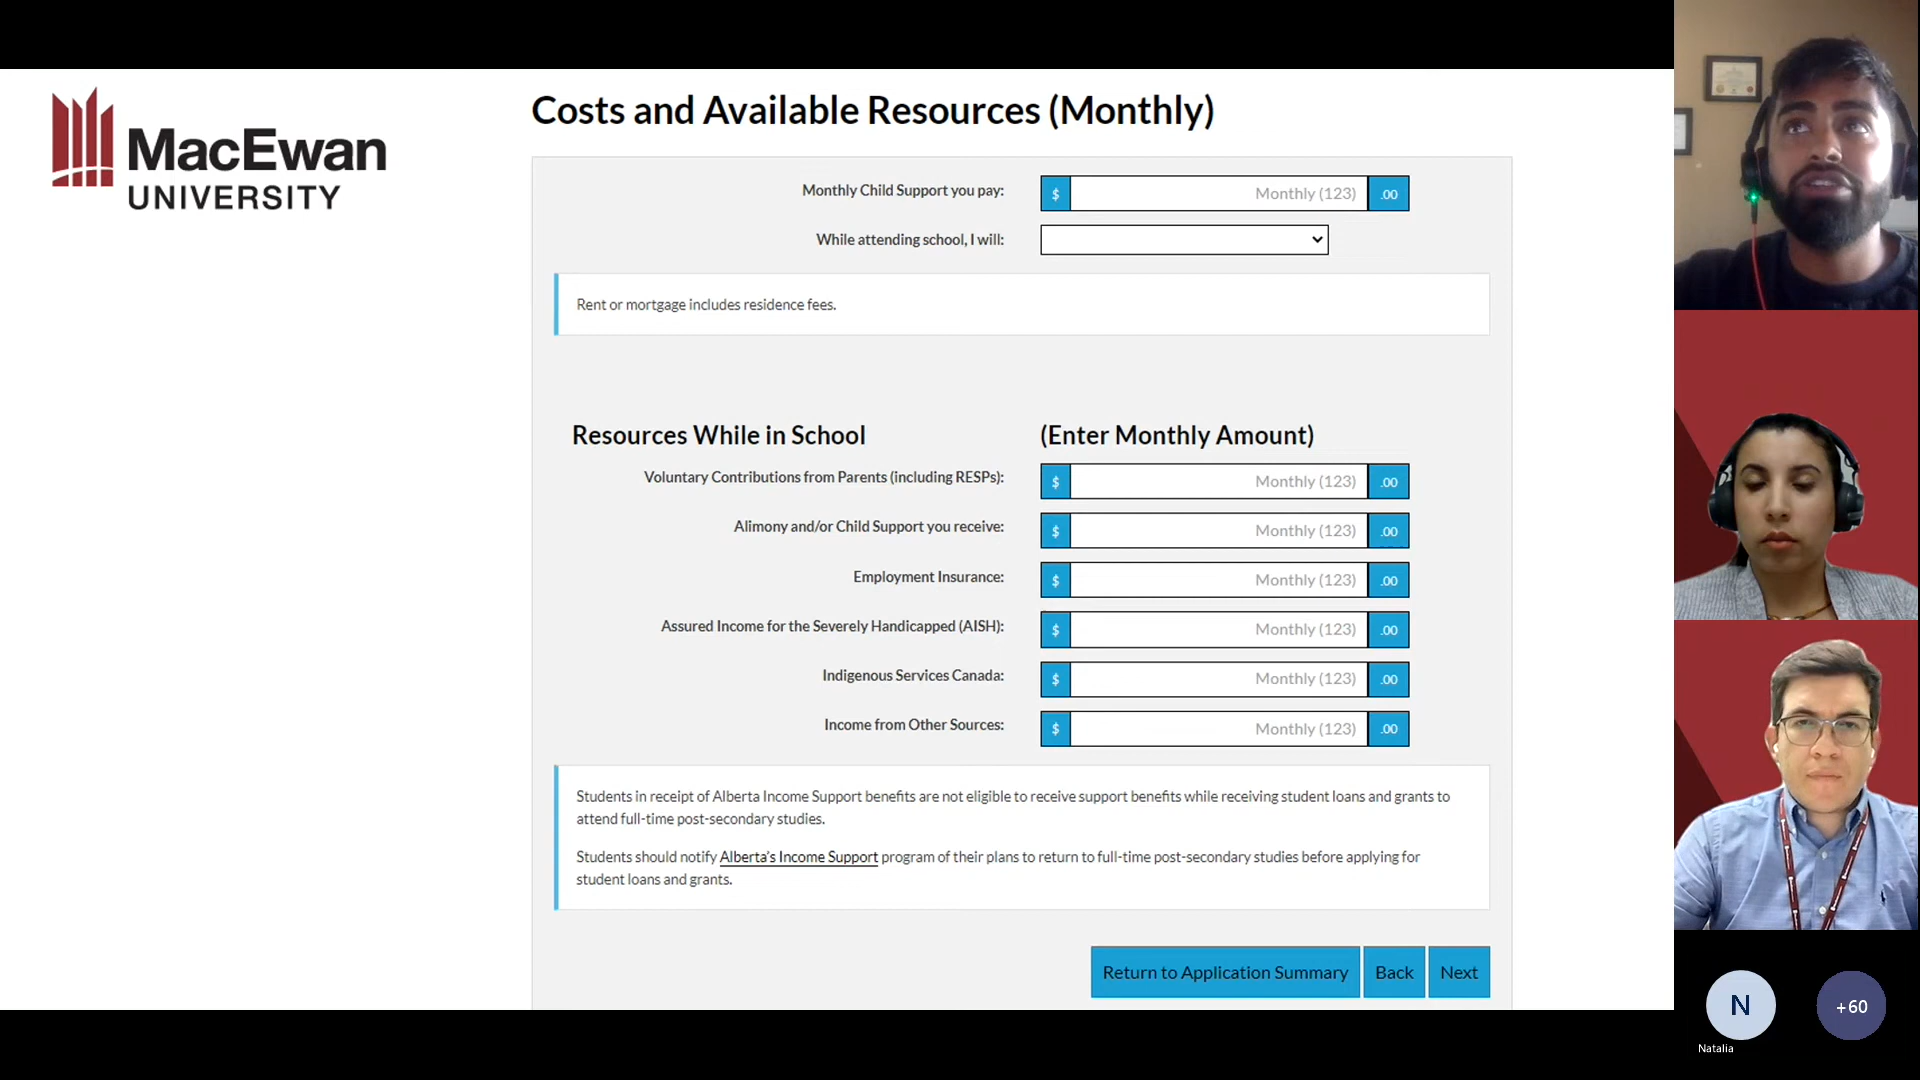 MacEwan
UNIVERSITY
Costs and Available Resources (Monthly)
Monthly Child Support you pay: $ Monthly (123) .00
While attending school, I will:
Rent or mortgage includes residence fees.
Resources While in School (Enter Monthly Amount)
Voluntary Contributions from Parents (including RESPs): $ Monthly (123) .00
Alimony and/or Child Support you receive: $ Monthly (123) .00
Employment Insurance: $ Monthly (123) .00
Assured Income for the Severely Handicapped (AISH): $ Monthly (123) .00
Indigenous Services Canada: $ Monthly (123) .00
Income from Other Sources: $ Monthly (123) .00
Students in receipt of Alberta Income Support benefits are not eligible to receive support benefits while receiving student loans and grants to
attend full-time post-secondary studies.
Students should notify Alberta's Income Support program of their plans to return to full-time post-secondary studies before applying for
student loans and grants.
Return to Application Summary Back Next
N
+60
Natalia